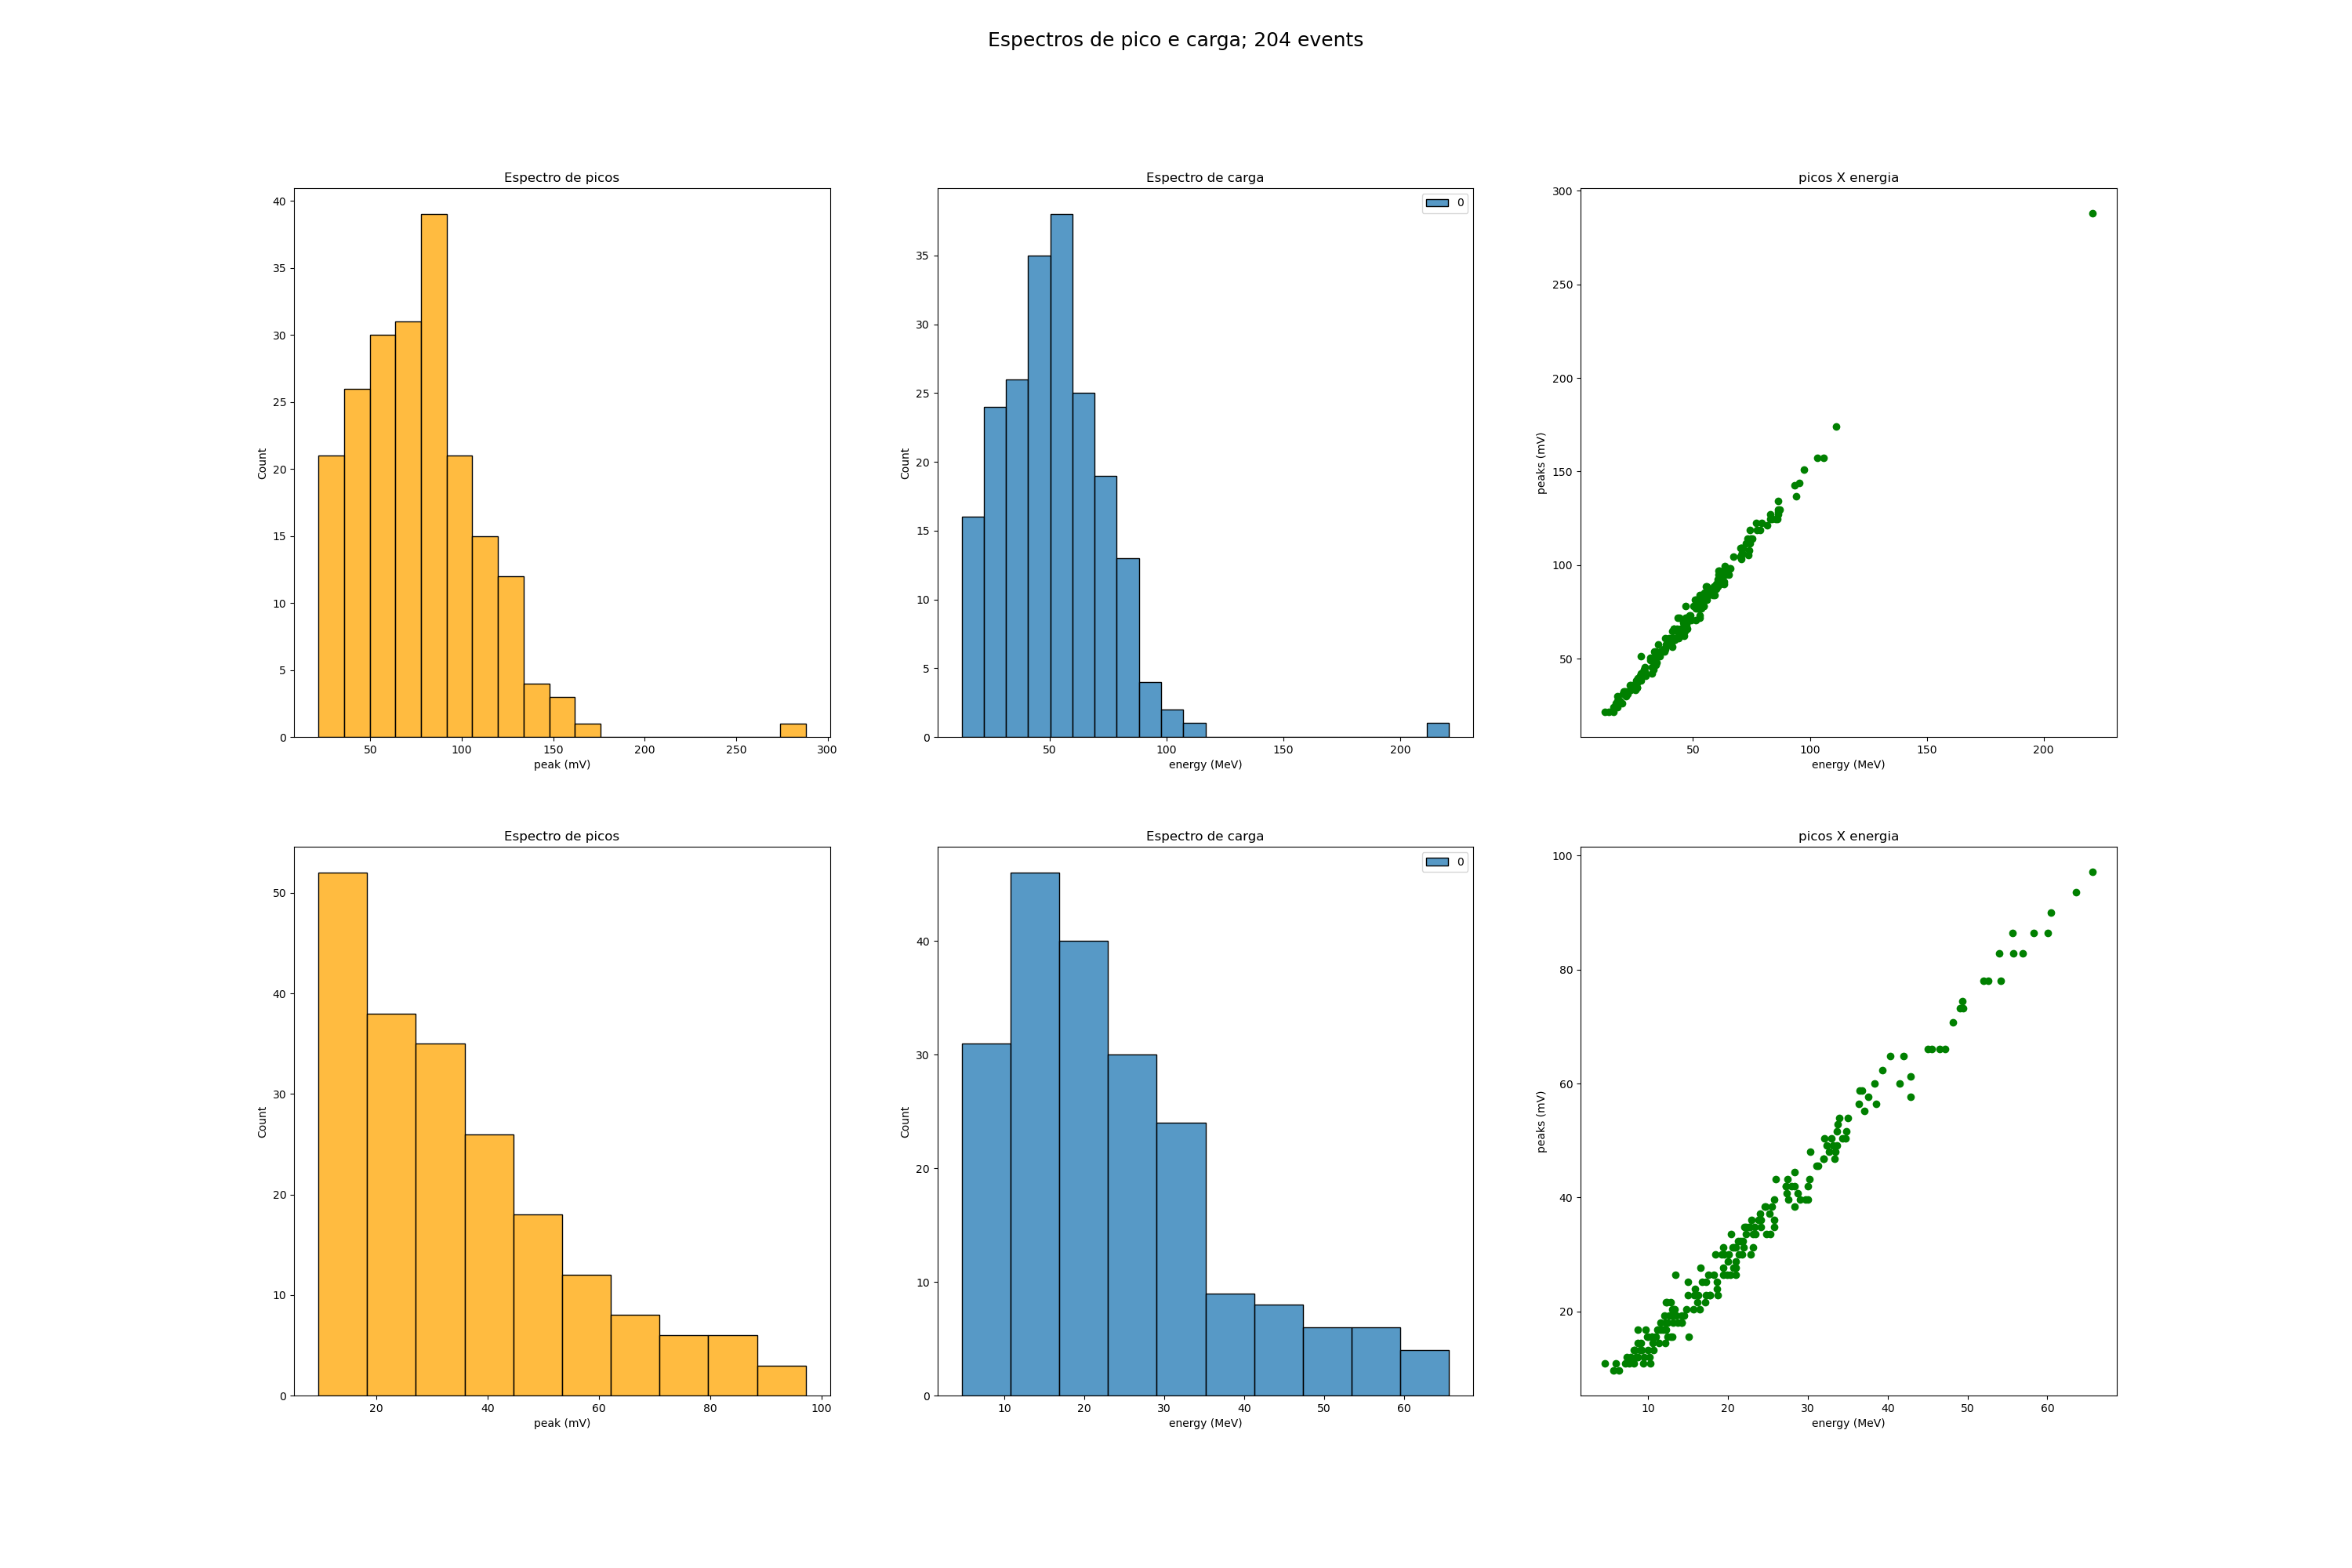 Espectros de pico e carga; 204 events
Espectro de picos
40
35
30
25
20
15
10
5
0
Count
50 100 150 200 250 300
peak (mV)
Espectro de carga
0
35
30
25
20
15
10
5
0
Count
50 100 150 200
energy (MeV)
picos X energia
300
250
200
150
100
50
peaks (mV)
50 100 150 200
energy (MeV)
Espectro de picos
50
40
30
20
10
0
Count
20 40 60 80 100
peak (mV)
Espectro de carga
0
40
30
20
10
0
Count
10 20 30 40 50 60
energy (MeV)
picos X energia
100
80
60
40
20
peaks (mV)
10 20 30 40 50 60
energy (MeV)